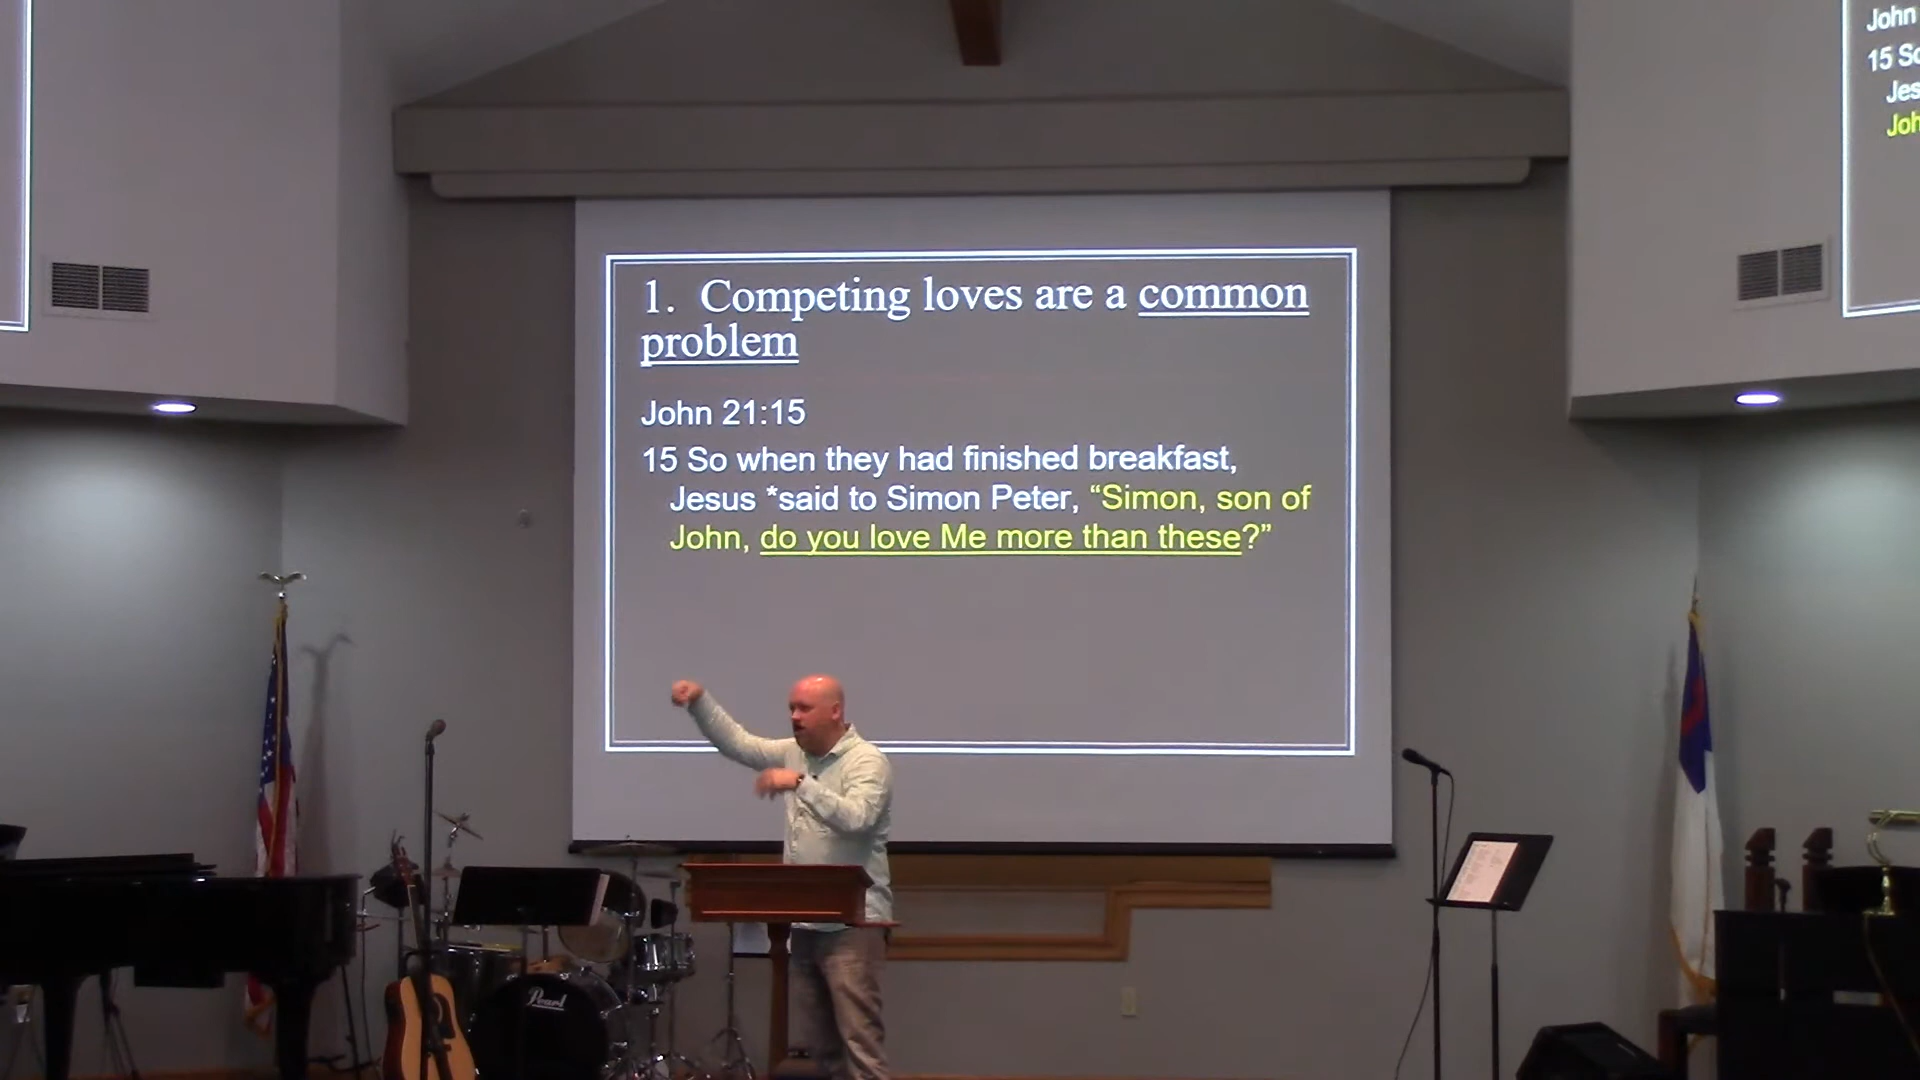 1. Competing loves are a common
problem
John 21:15
15 So when they had finished breakfast,
Jesus *said to Simon Peter, “Simon, son of
John, do you love Me more than these?”
John
15 So
Jes
Joh
Pearl